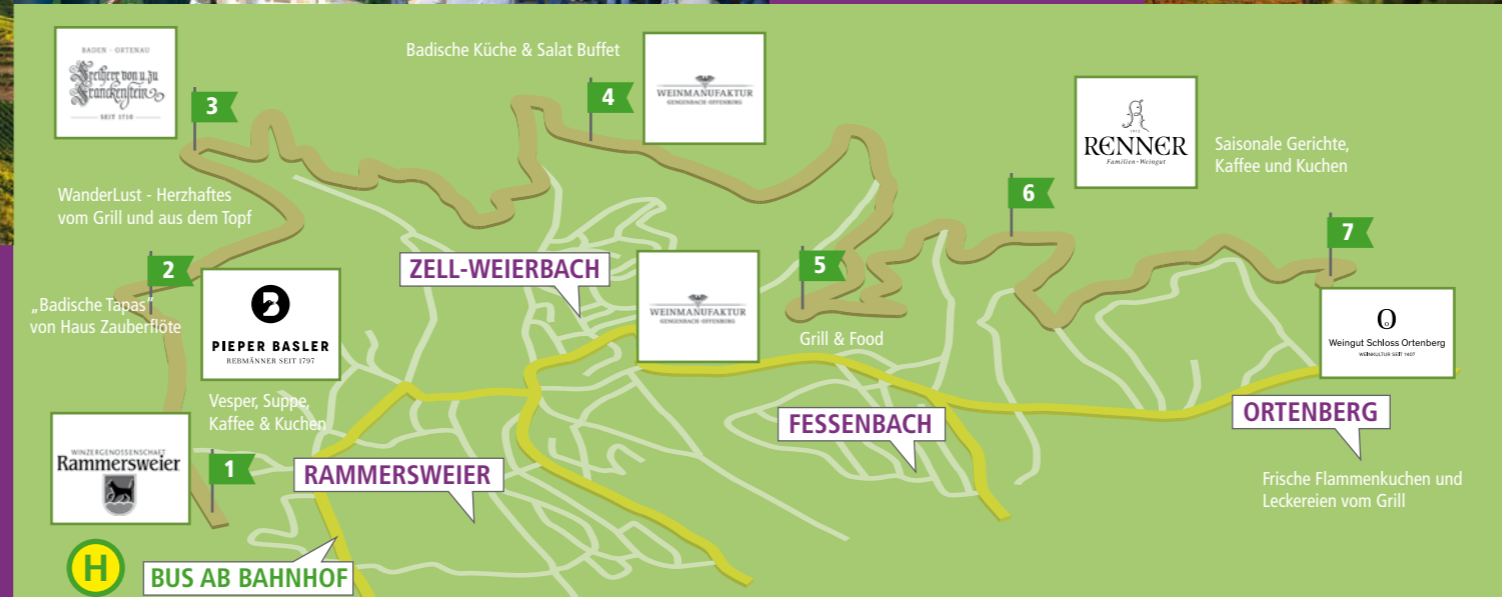 BADEN · ORTENAU
Freiherr von u. zu
Franckenstein
SEIT 1710
3
WanderLust - Herzhaftes
vom Grill und aus dem Topf
Badische Küche & Salat Buffet
4
WEINMANUFAKTUR
GENGENBACH-OFFENBURG
RENNER
Familien-Weingut
Saisonale Gerichte,
Kaffee und Kuchen
6
7
2
„Badische Tapas“
von Haus Zauberflöte
B
PIEPER BASLER
REBMÄNNER SEIT 1797
Vesper, Suppe,
Kaffee & Kuchen
ZELL-WEIERBACH
WEINMANUFAKTUR
GENGENBACH-OFFENBURG
5
Grill & Food
Weingut Schloss Ortenberg
WEINKULTUR SEIT 1407
WINZERGENOSSENSCHAFT
Rammersweier
1
RAMMERSWEIER
FESSENBACH
ORTENBERG
Frische Flammenkuchen und
Leckereien vom Grill
H
BUS AB BAHNHOF